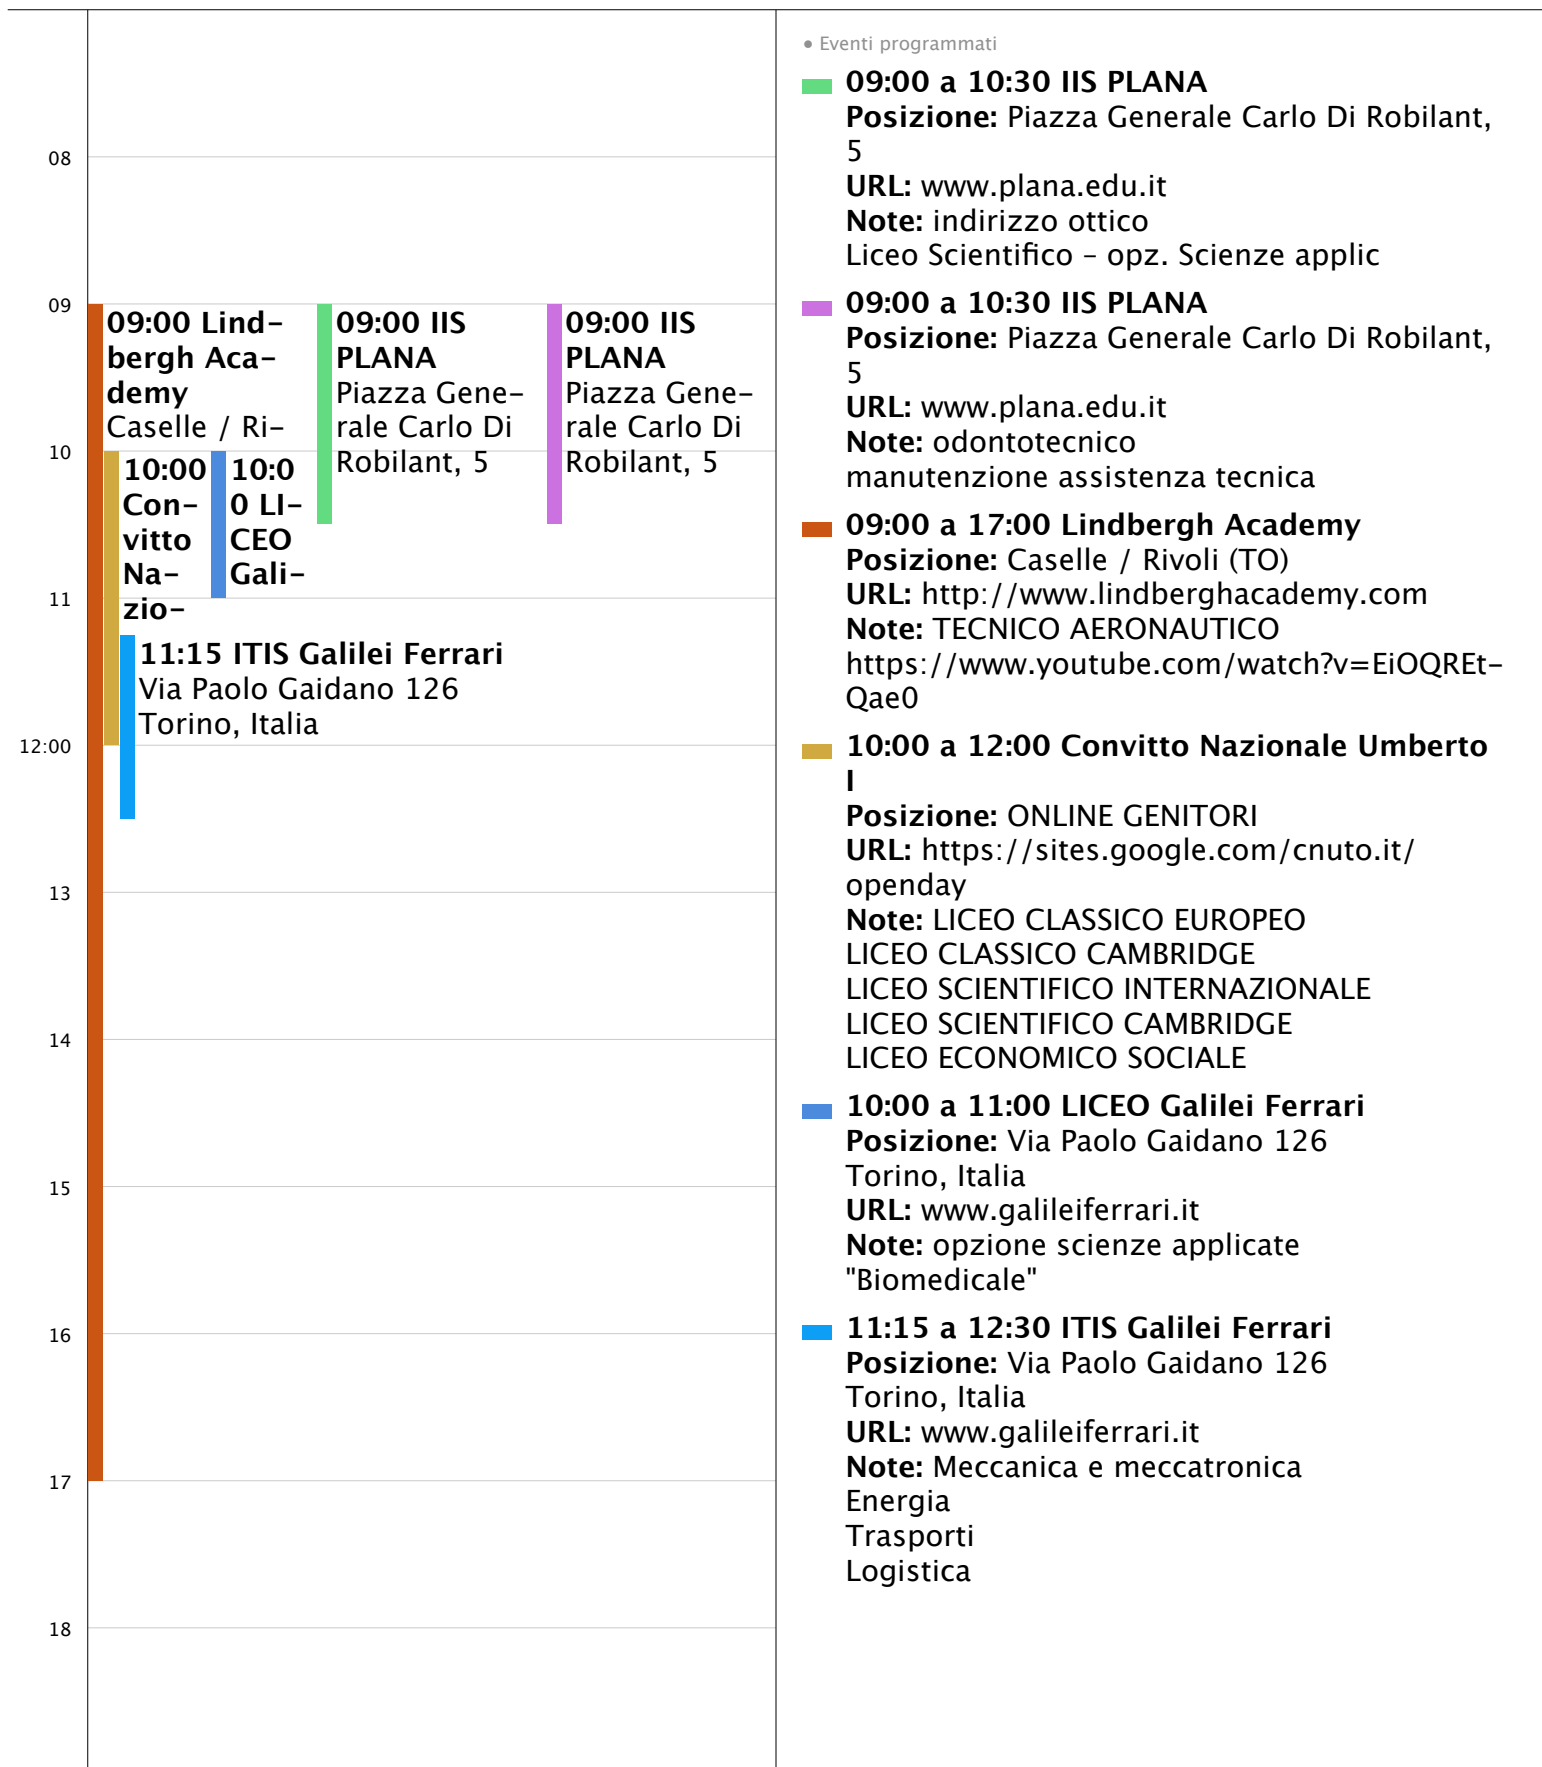 08
09
10
11
12:00
13
14
15
16
17
18
09:00 Lind-
bergh Aca-
demy
Caselle / Ri-
09:00 IIS
PLANA
Piazza Gene-
rale Carlo Di
Robilant, 5
09:00 IIS
PLANA
Piazza Gene-
rale Carlo Di
Robilant, 5
10:00
Con-
vitto
Na-
zio-
10:0
0 LI-
CEO
Gali-
11:15 ITIS Galilei Ferrari
Via Paolo Gaidano 126
Torino, Italia
• Eventi programmati
09:00 a 10:30 IIS PLANA
Posizione: Piazza Generale Carlo Di Robilant,
5
URL: www.plana.edu.it
Note: indirizzo ottico
Liceo Scientifico – opz. Scienze applic
09:00 a 10:30 IIS PLANA
Posizione: Piazza Generale Carlo Di Robilant,
5
URL: www.plana.edu.it
Note: odontotecnico
manutenzione assistenza tecnica
09:00 a 17:00 Lindbergh Academy
Posizione: Caselle / Rivoli (TO)
URL: http://www.lindberghacademy.com
Note: TECNICO AERONAUTICO
https://www.youtube.com/watch?v=EiOQREt-
Qae0
10:00 a 12:00 Convitto Nazionale Umberto
I
Posizione: ONLINE GENITORI
URL: https://sites.google.com/cnuto.it/
openday
Note: LICEO CLASSICO EUROPEO
LICEO CLASSICO CAMBRIDGE
LICEO SCIENTIFICO INTERNAZIONALE
LICEO SCIENTIFICO CAMBRIDGE
LICEO ECONOMICO SOCIALE
10:00 a 11:00 LICEO Galilei Ferrari
Posizione: Via Paolo Gaidano 126
Torino, Italia
URL: www.galileiferrari.it
Note: opzione scienze applicate
"Biomedicale"
11:15 a 12:30 ITIS Galilei Ferrari
Posizione: Via Paolo Gaidano 126
Torino, Italia
URL: www.galileiferrari.it
Note: Meccanica e meccatronica
Energia
Trasporti
Logistica